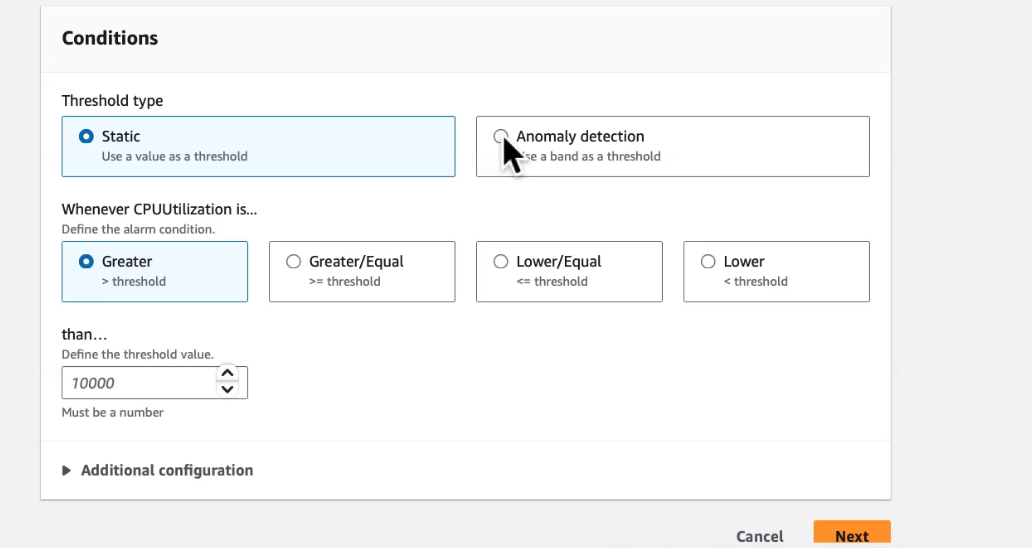 Conditions
Threshold type
Static
Use a value as a threshold
Anomaly detection
a band as a threshold
Whenever CPUUtilization is...
Define the alarm condition.
Greater
> threshold
Greater/Equal
>= threshold
Lower/Equal
<= threshold
Lower
< threshold
than...
Define the threshold value.
10000
Must be a number
Additional configuration
Cancel
Next